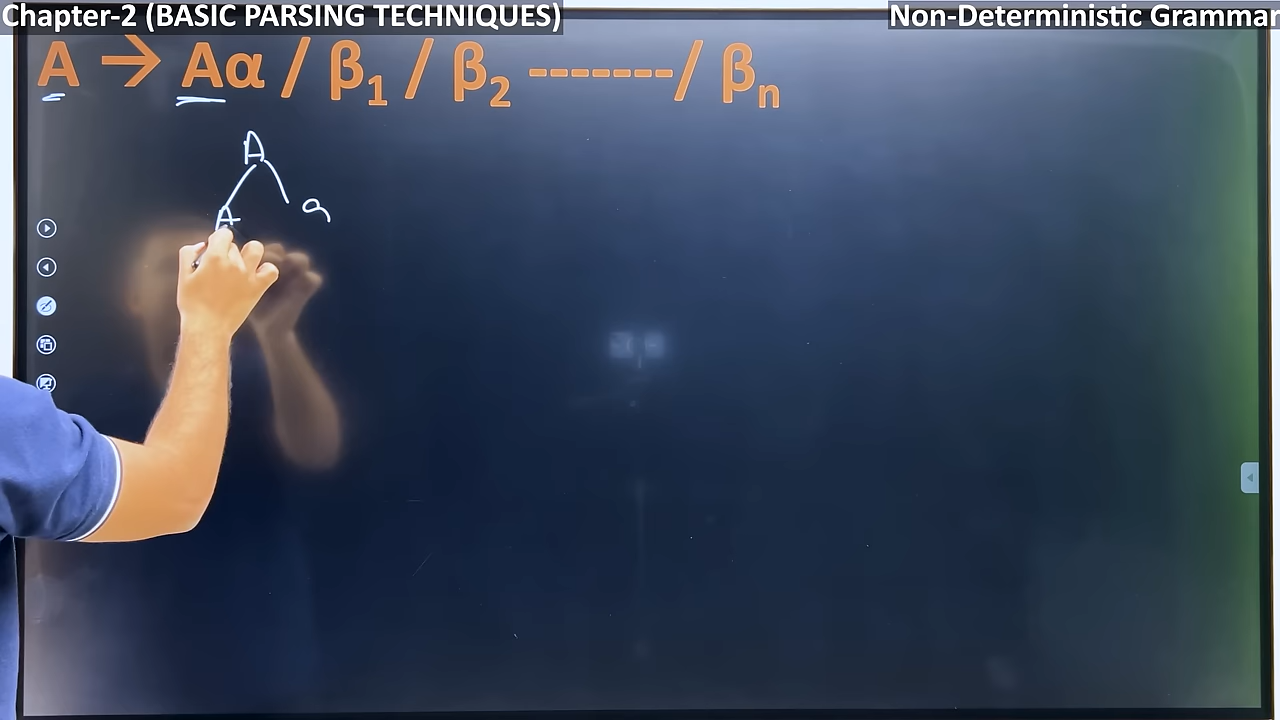 Chapter-2 (BASIC PARSING TECHNIQUES)
Non-Deterministic Grammar
A → Aα / β₁ / β₂ -------/ βₙ
A
A α